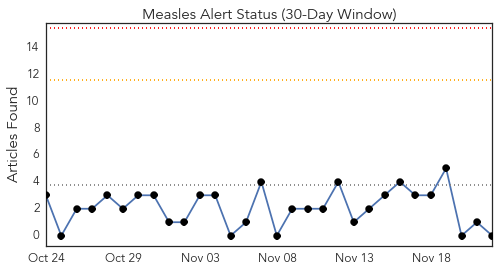 Measles Alert Status (30-Day Window)
Articles Found
14
12
10
8
6
4
2
0
Oct 24
Oct 29
Nov 03
Nov 08
Nov 13
Nov 18